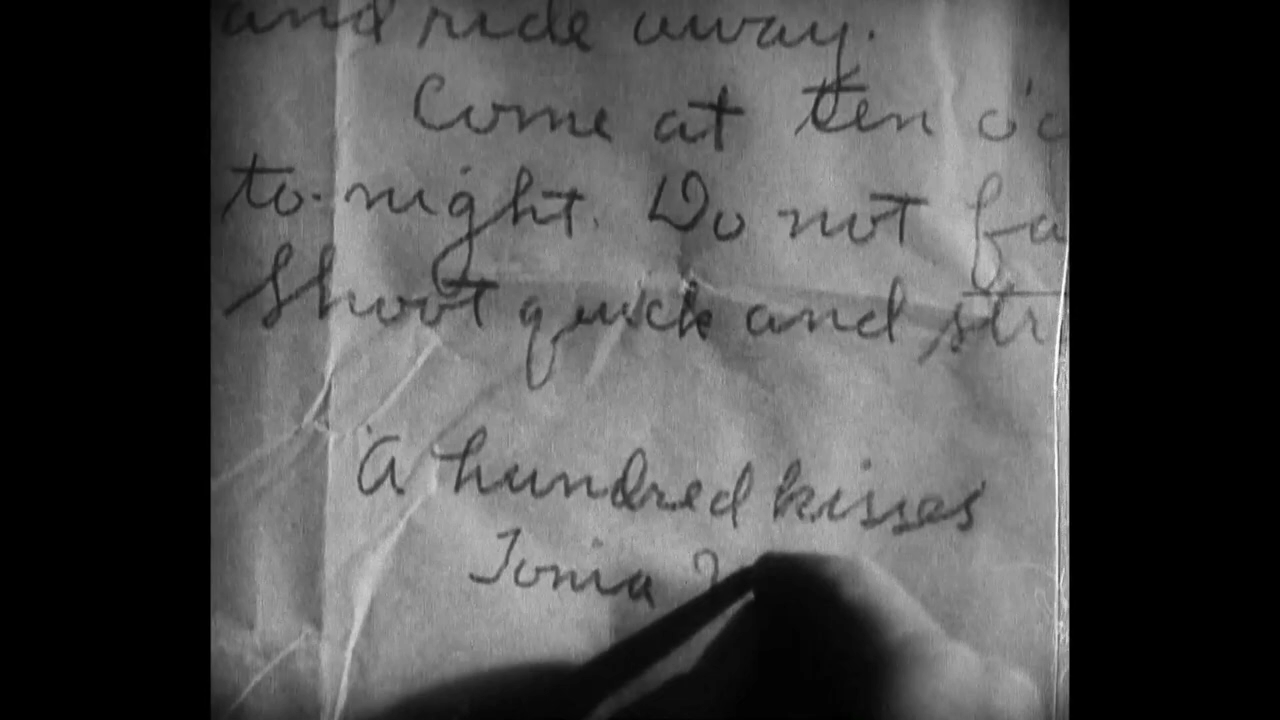 and ride away.
Come at ten o'c
to-night. Do not fa
Shoot quick and str
A hundred kisses
Tonia